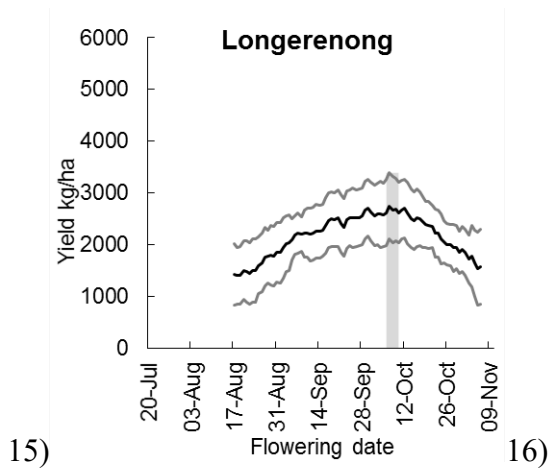 Longerenong
Yield kg/ha
6000
5000
4000
3000
2000
1000
0
20-Jul
03-Aug
17-Aug
31-Aug
14-Sep
28-Sep
12-Oct
26-Oct
09-Nov
Flowering date
15)
16)